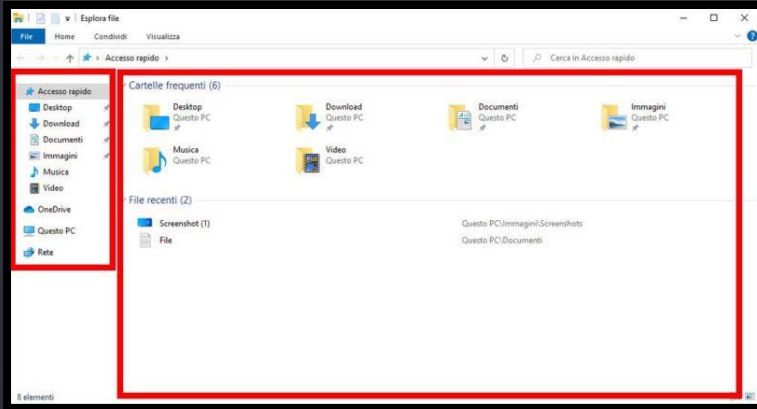 Esplora file
File Home Condividi Visualizza
Accesso rapido
Cerca in Accesso rapido
Accesso rapido
Desktop
Download
Documenti
Immagini
Musica
Video
OneDrive
Questo PC
Rete
Cartelle frequenti (6)
Desktop
Questo PC
Download
Questo PC
Documenti
Questo PC
Immagini
Questo PC
Musica
Questo PC
Video
Questo PC
File recenti (2)
Screenshot (1) Questo PC\Immagini\Screenshots
File Questo PC\Documenti
8 elementi